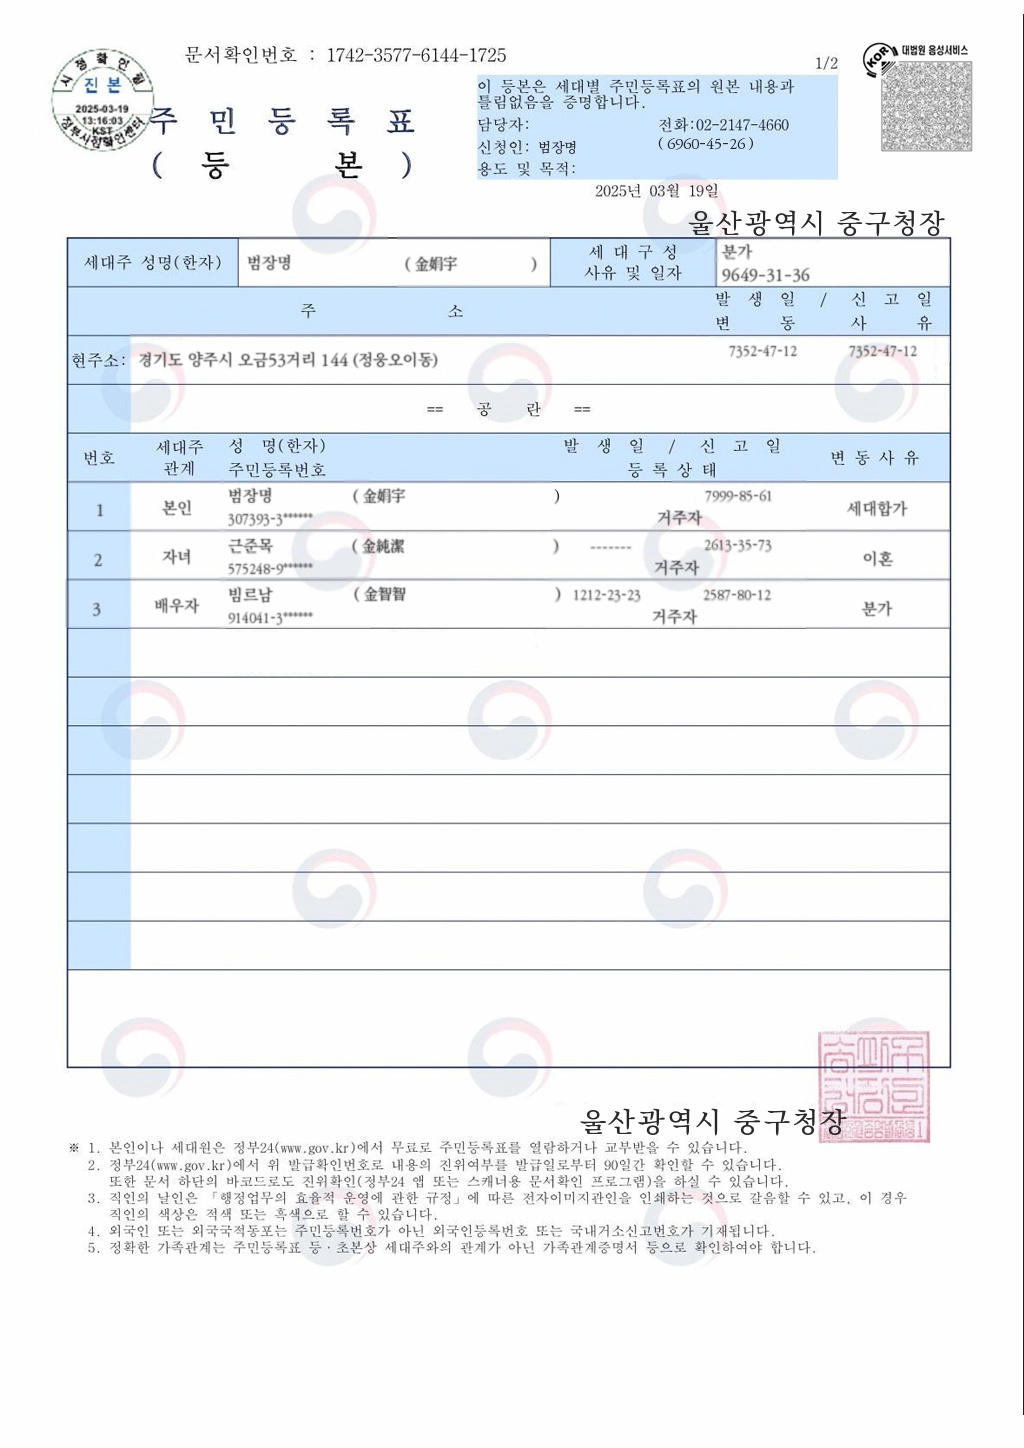 문서확인번호 : 1742-3577-6144-1725
1/2
대법원 음성서비스
KOR
시점확인필
진 본
2025-03-19
13:16:03
KST
정부시점확인센터
주 민 등 록 표
( 등 본 )
이 등본은 세대별 주민등록표의 원본 내용과
틀림없음을 증명합니다.
담당자: 전화:02-2147-4660
신청인: 범장명 ( 6960-45-26 )
용도 및 목적:
2025년 03월 19일
울산광역시 중구청장
세대주 성명(한자) 범장명 ( 金娟宇 )
세 대 구 성
사유 및 일자
분가
9649-31-36
주 소
발 생 일 / 신 고 일
변 동 사 유
현주소: 경기도 양주시 오금53거리 144 (정웅오이동) 7352-47-12 7352-47-12
== 공 란 ==
번호
세대주
관계
성 명(한자)
주민등록번호
발 생 일 / 신 고 일
등 록 상 태
변 동 사 유
1 본인 범장명 ( 金娟宇 ) 7999-85-61 세대합가
307393-3****** 거주자
2 자녀 근준목 ( 金純潔 ) ------- 2613-35-73 이혼
575248-9****** 거주자
3 배우자 빔르남 ( 金智智 ) 1212-23-23 2587-80-12 분가
914041-3****** 거주자
울산광역시 중구청장
※ 1. 본인이나 세대원은 정부24(www.gov.kr)에서 무료로 주민등록표를 열람하거나 교부받을 수 있습니다.
2. 정부24(www.gov.kr)에서 위 발급확인번호로 내용의 진위여부를 발급일로부터 90일간 확인할 수 있습니다.
또한 문서 하단의 바코드로도 진위확인(정부24 앱 또는 스캐너용 문서확인 프로그램)을 하실 수 있습니다.
3. 직인의 날인은 「행정업무의 효율적 운영에 관한 규정」에 따른 전자이미지관인을 인쇄하는 것으로 갈음할 수 있고, 이 경우
직인의 색상은 적색 또는 흑색으로 할 수 있습니다.
4. 외국인 또는 외국국적동포는 주민등록번호가 아닌 외국인등록번호 또는 국내거소신고번호가 기재됩니다.
5. 정확한 가족관계는 주민등록표 등·초본상 세대주와의 관계가 아닌 가족관계증명서 등으로 확인하여야 합니다.